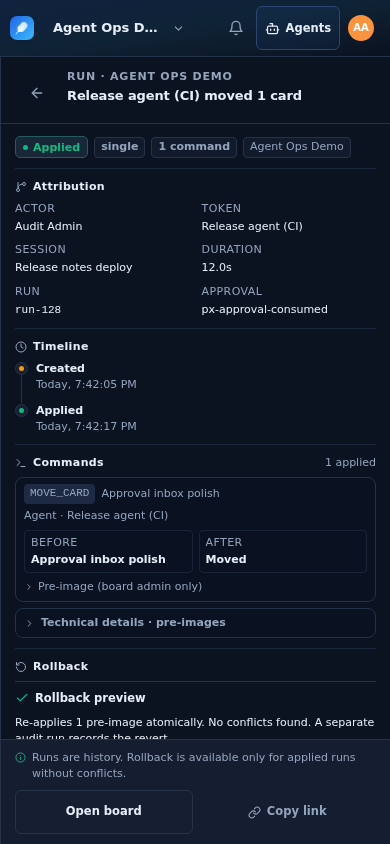 Agent Ops D...
Agents
AA
RUN · AGENT OPS DEMO
Release agent (CI) moved 1 card
Applied
single
1 command
Agent Ops Demo
Attribution
ACTOR
TOKEN
Audit Admin
Release agent (CI)
SESSION
DURATION
Release notes deploy
12.0s
RUN
APPROVAL
run-128
px-approval-consumed
Timeline
Created
Today, 7:42:05 PM
Applied
Today, 7:42:17 PM
Commands
1 applied
MOVE_CARD Approval inbox polish
Agent · Release agent (CI)
BEFORE
AFTER
Approval inbox polish
Moved
Pre-image (board admin only)
Technical details · pre-images
Rollback
Rollback preview
Re-applies 1 pre-image atomically. No conflicts found. A separate
audit run records the revert.
Runs are history. Rollback is available only for applied runs
without conflicts.
Open board
Copy link